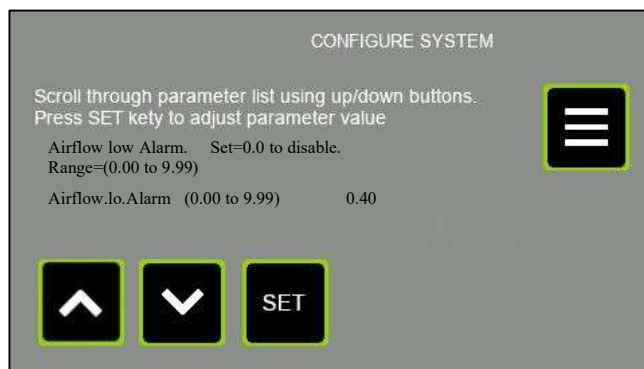 CONFIGURE SYSTEM
Scroll through parameter list using up/down buttons.
Press SET kety to adjust parameter value
Airflow low Alarm. Set=0.0 to disable.
Range=(0.00 to 9.99)
Airflow.lo.Alarm (0.00 to 9.99) 0.40
SET